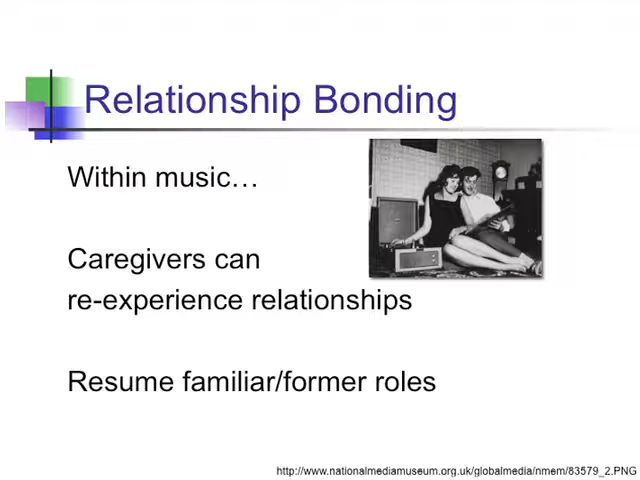 Relationship Bonding
Within music…
Caregivers can
re-experience relationships
Resume familiar/former roles
http://www.nationalmediamuseum.org.uk/globalmedia/nmem/83579_2.PNG